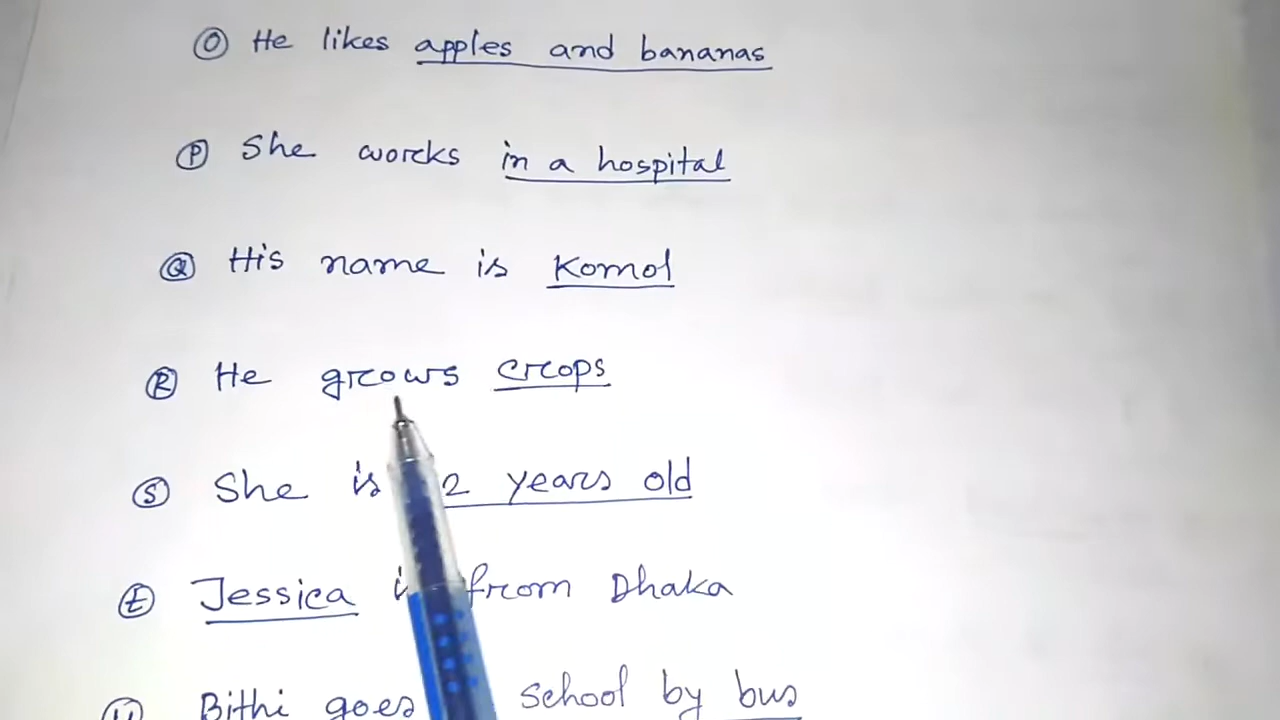 O He likes apples and bananas
P She works in a hospital
Q His name is Komol
R He grows crops
S She is 2 years old
t Jessica from Dhaka
U Bithi goes school by bus